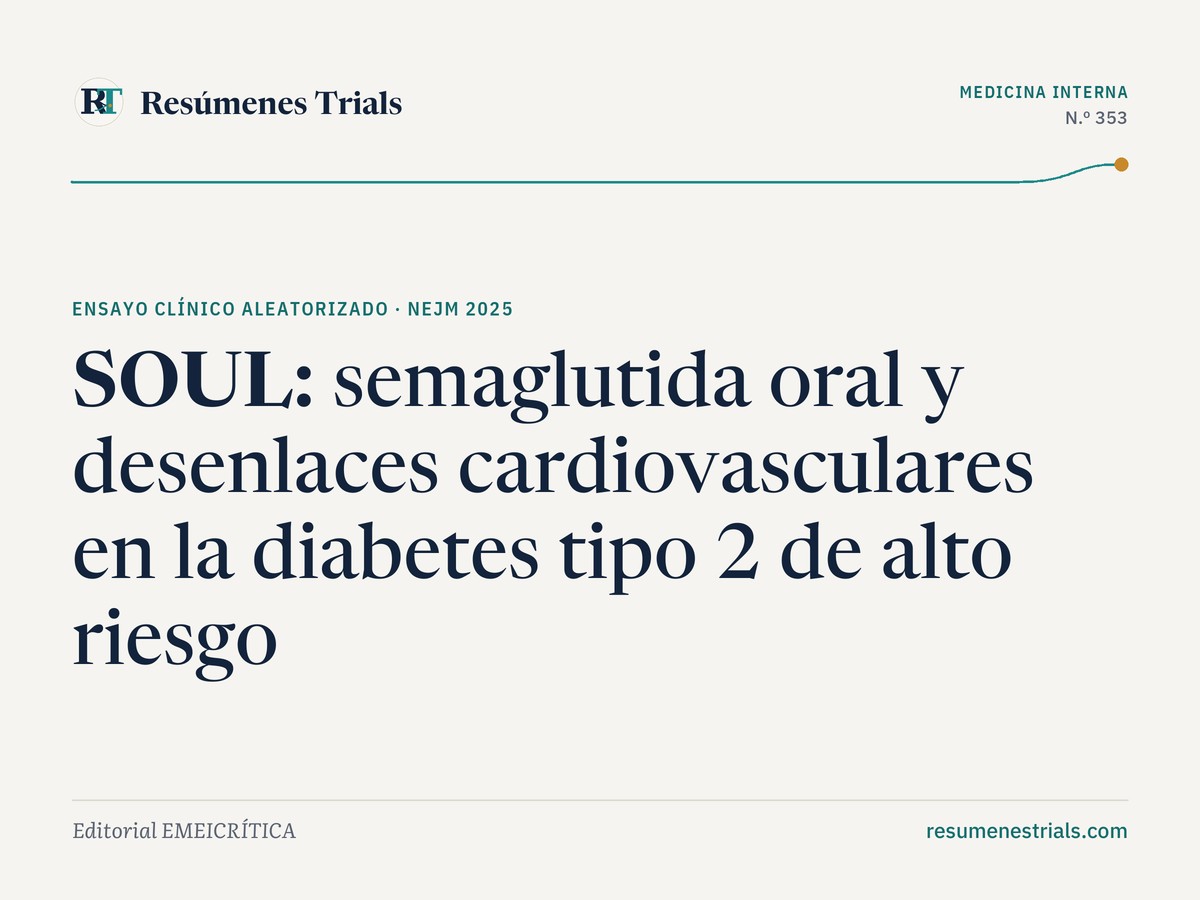 RT Resúmenes Trials
MEDICINA INTERNA
N.º 353
ENSAYO CLÍNICO ALEATORIZADO · NEJM 2025
SOUL: semaglutida oral y
desenlaces cardiovasculares
en la diabetes tipo 2 de alto
riesgo
Editorial EMEICRÍTICA
resumenestrials.com